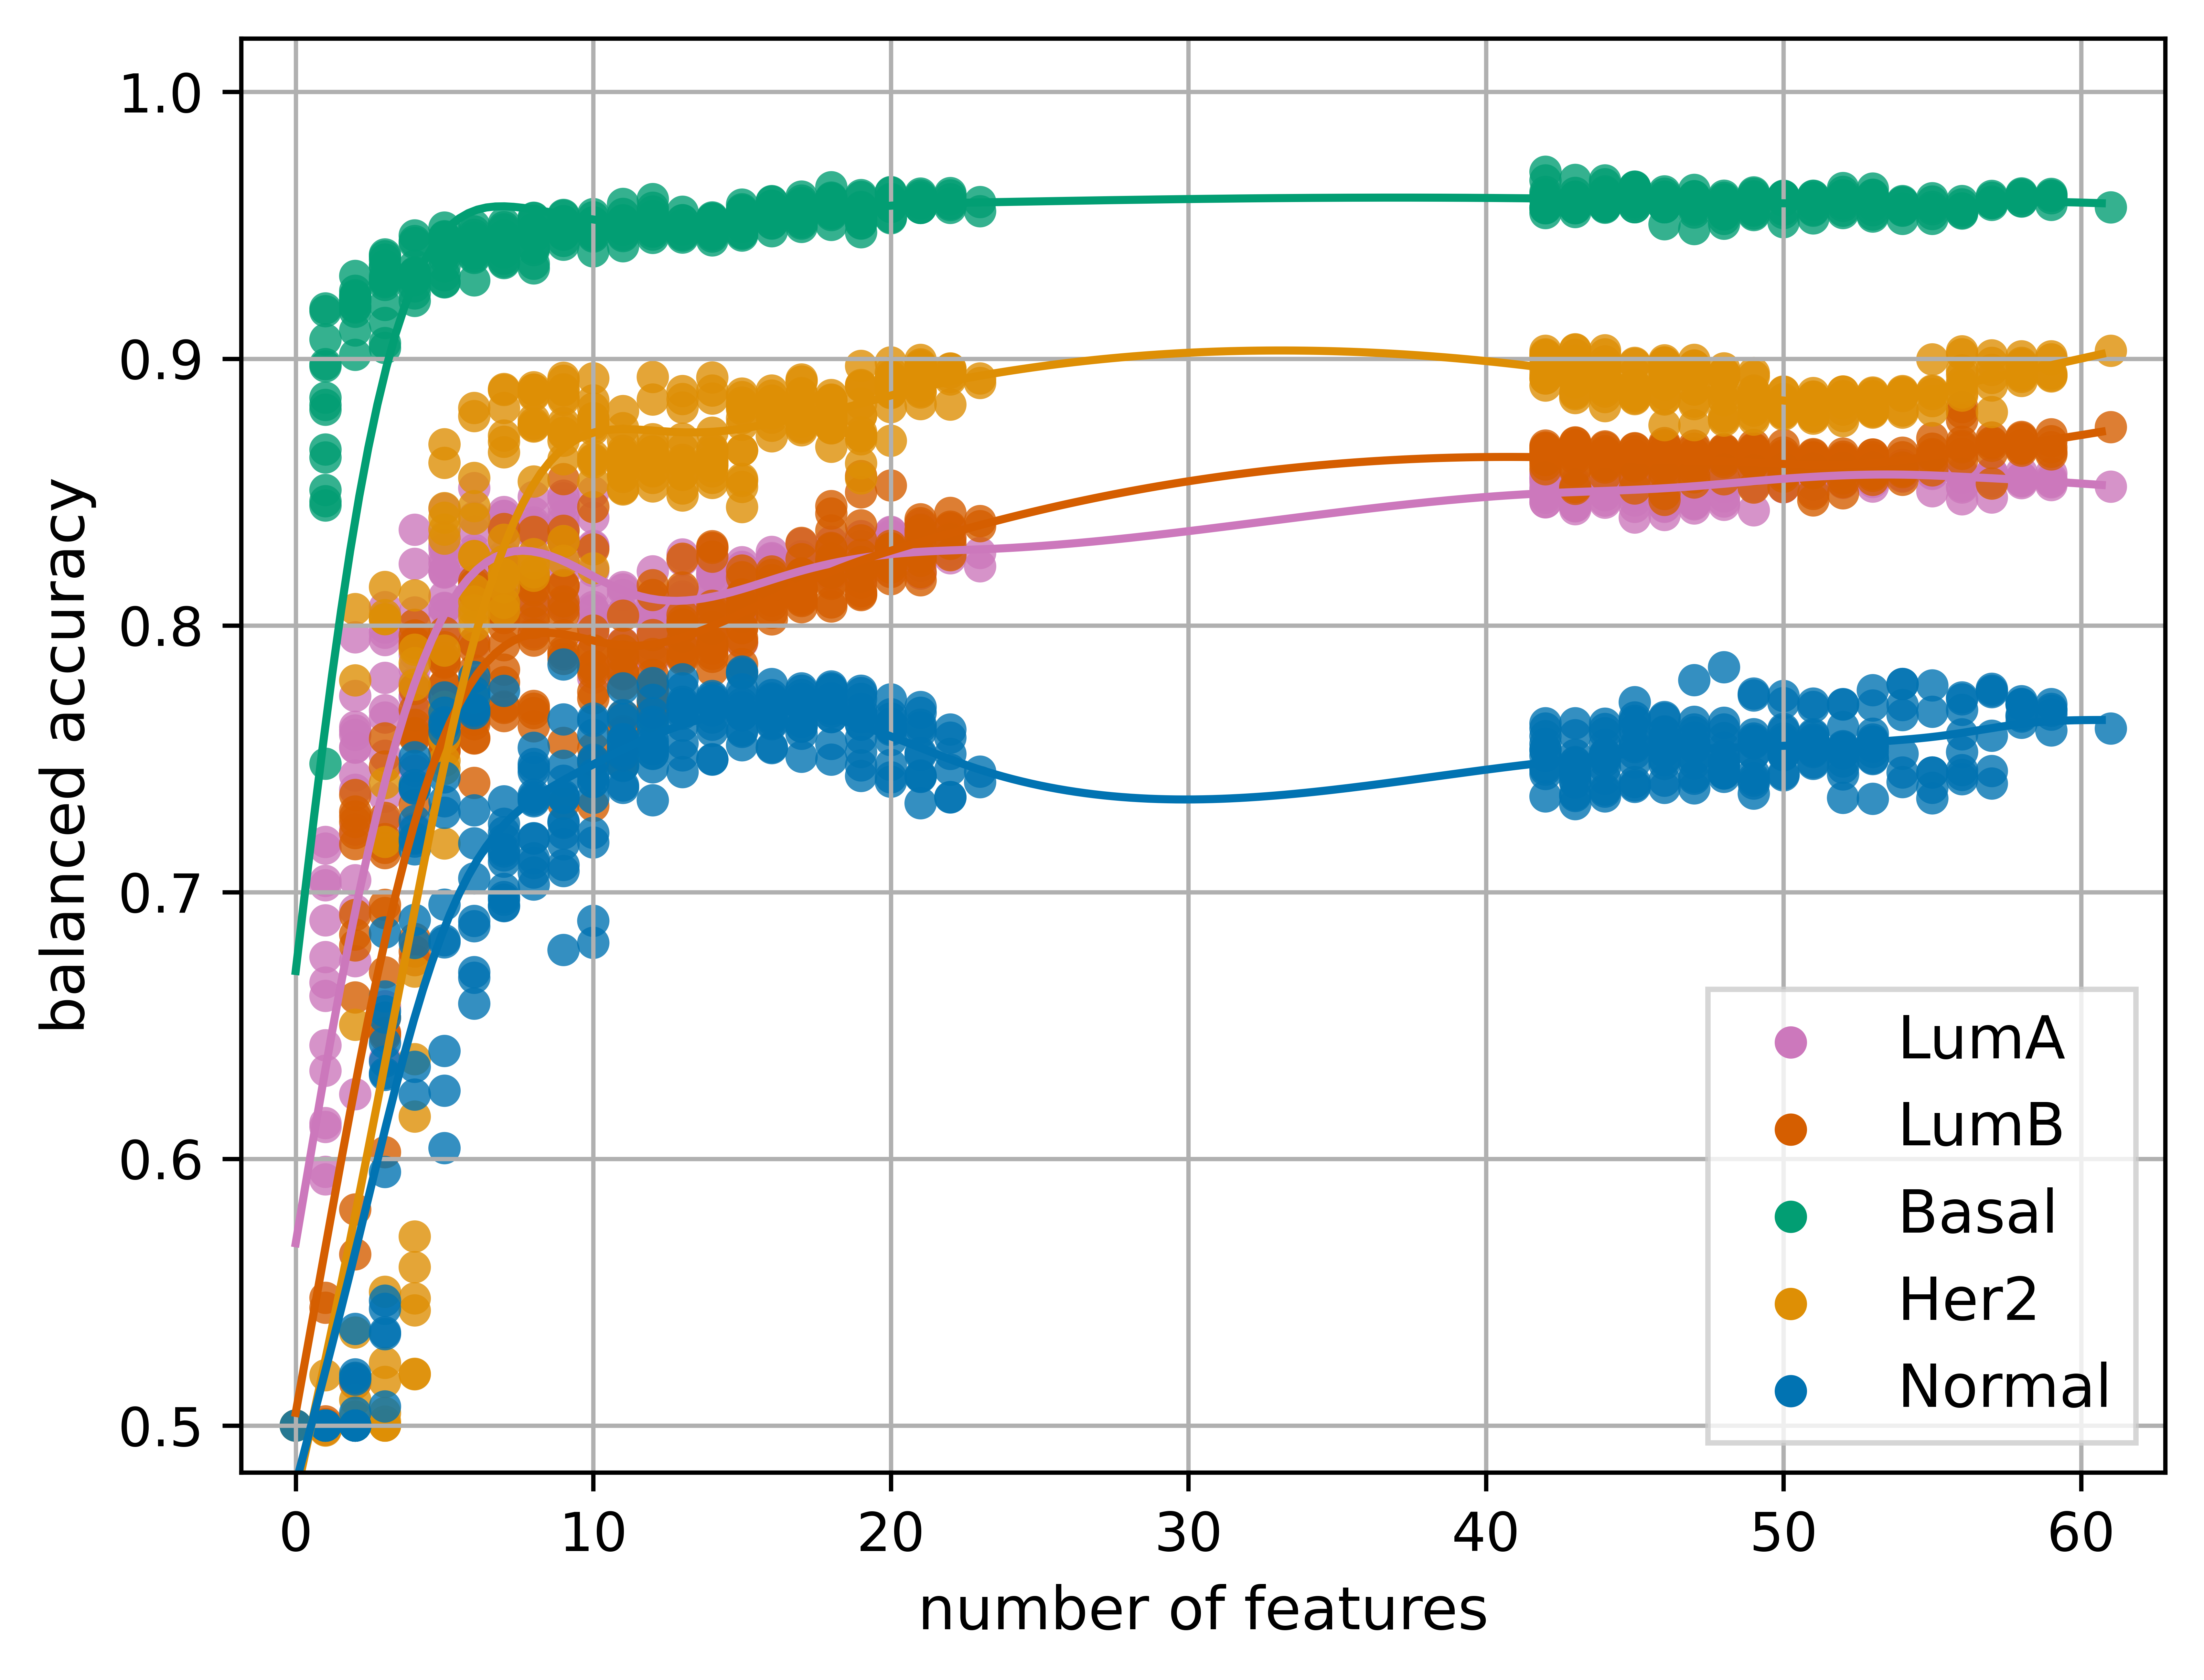 1.0
0.9
0.8
0.7
0.6
0.5
balanced accuracy
0 10 20 30 40 50 60
number of features
LumA
LumB
Basal
Her2
Normal